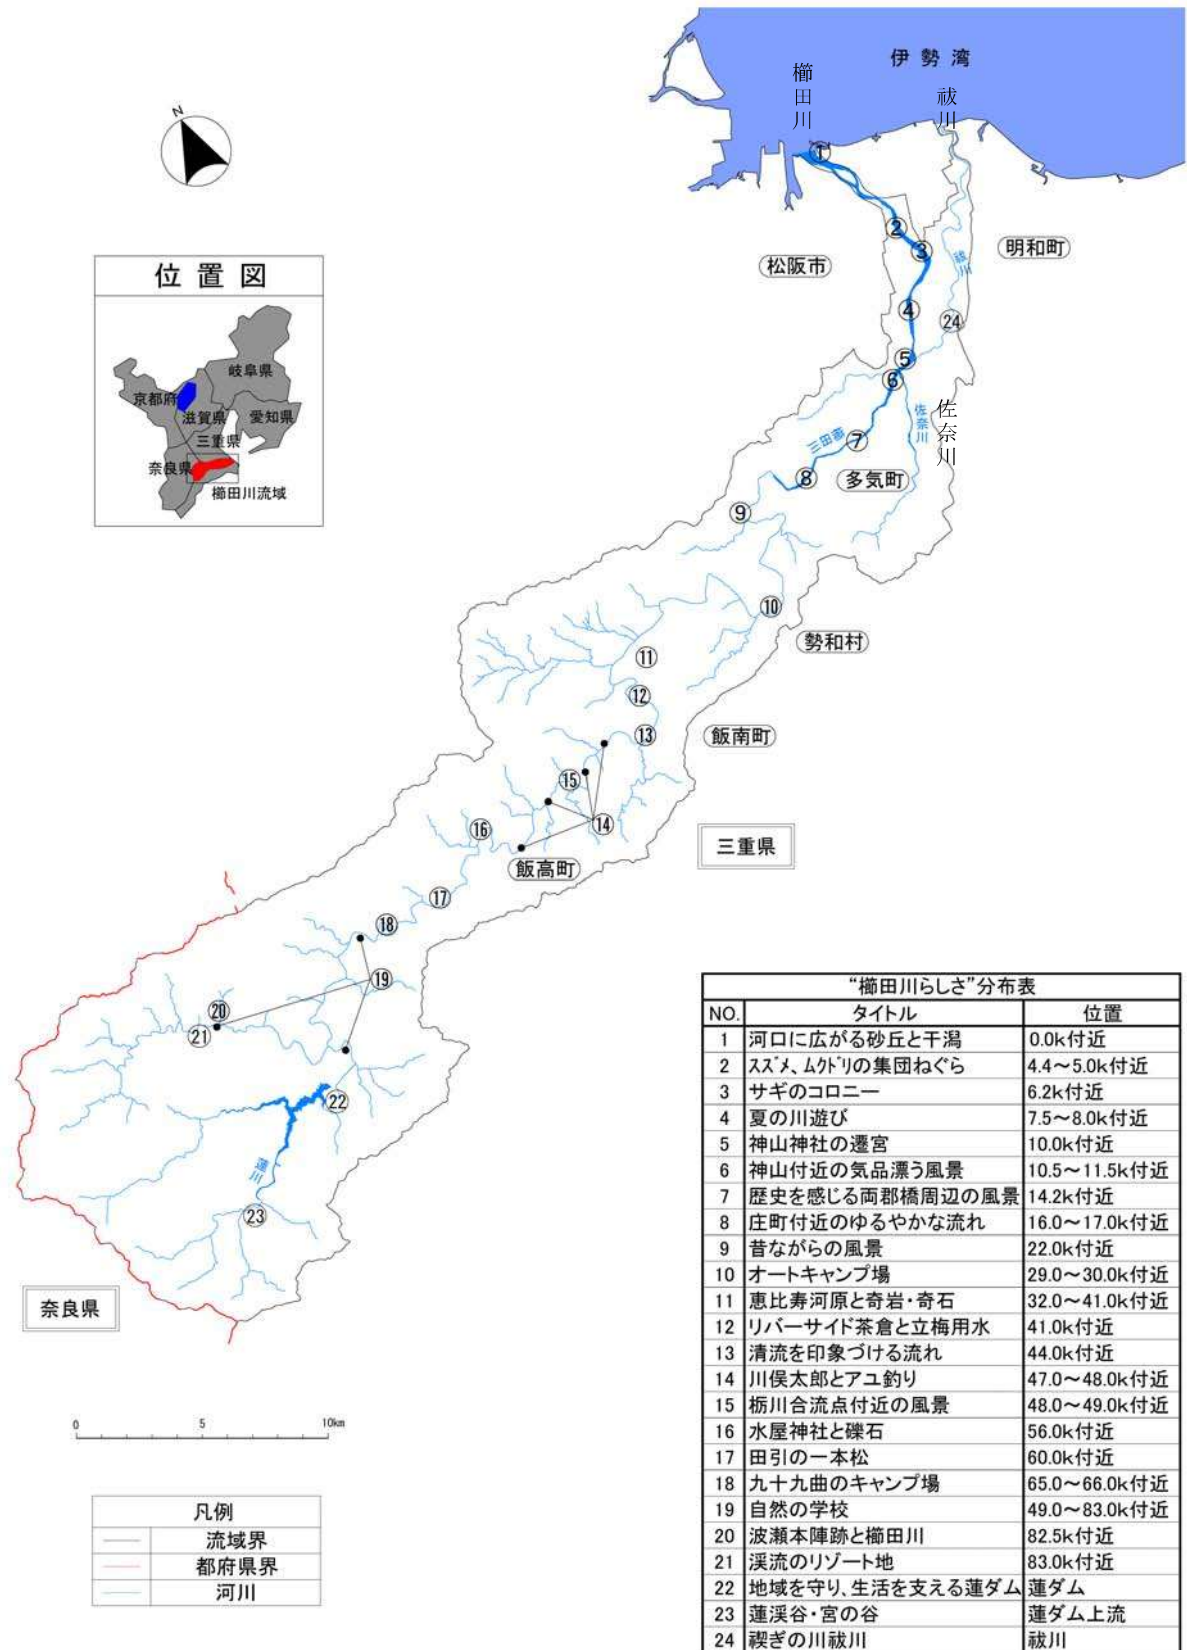 伊勢湾
櫛田川
祓川
N
①
②
③
④
⑤
⑥
⑦
⑧
⑨
⑩
⑪
⑫
⑬
⑭
⑮
⑯
⑰
⑱
⑲
⑳
㉑
㉒
㉓
㉔
松阪市
明和町
祓川
佐奈川
佐奈川
多気町
勢和村
飯南町
飯高町
三重県
蓮川
奈良県
位置図
岐阜県
京都府
滋賀県
愛知県
三重県
奈良県
櫛田川流域
0 5 10km
凡例
流域界
都府県界
河川
“櫛田川らしさ”分布表
NO. タイトル 位置
1 河口に広がる砂丘と干潟 0.0k付近
2 スズメ、ムクドリの集団ねぐら 4.4～5.0k付近
3 サギのコロニー 6.2k付近
4 夏の川遊び 7.5～8.0k付近
5 神山神社の遷宮 10.0k付近
6 神山付近の気品漂う風景 10.5～11.5k付近
7 歴史を感じる両郡橋周辺の風景 14.2k付近
8 庄町付近のゆるやかな流れ 16.0～17.0k付近
9 昔ながらの風景 22.0k付近
10 オートキャンプ場 29.0～30.0k付近
11 恵比寿河原と奇岩・奇石 32.0～41.0k付近
12 リバーサイド茶倉と立梅用水 41.0k付近
13 清流を印象づける流れ 44.0k付近
14 川俣太郎とアユ釣り 47.0～48.0k付近
15 栃川合流点付近の風景 48.0～49.0k付近
16 水屋神社と礫石 56.0k付近
17 田引の一本松 60.0k付近
18 九十九曲のキャンプ場 65.0～66.0k付近
19 自然の学校 49.0～83.0k付近
20 波瀬本陣跡と櫛田川 82.5k付近
21 渓流のリゾート地 83.0k付近
22 地域を守り、生活を支える蓮ダム 蓮ダム
23 蓮渓谷・宮の谷 蓮ダム上流
24 禊ぎの川祓川 祓川